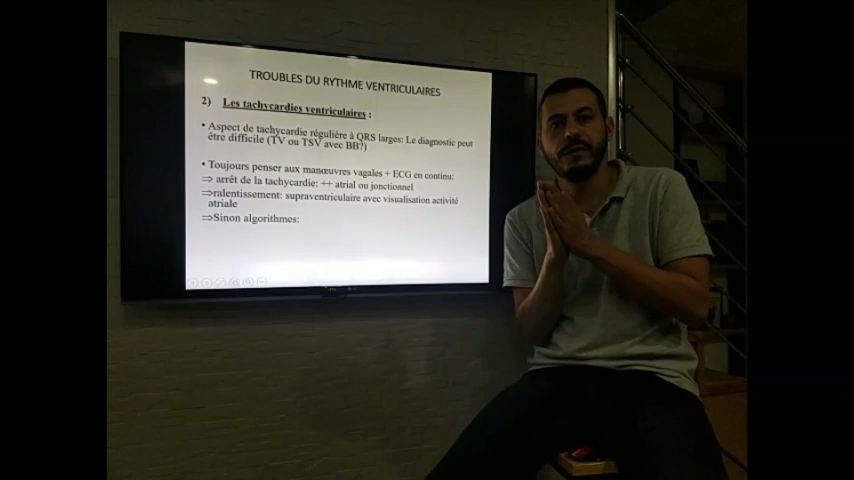 TROUBLES DU RYTHME VENTRICULAIRES
2) Les tachycardies ventriculaires :
• Aspect de tachycardie régulière à QRS larges: Le diagnostic peut
être difficile (TV ou TSV avec BB?)
• Toujours penser aux manœuvres vagales + ECG en continu:
⇒ arrêt de la tachycardie: ++ atrial ou jonctionnel
⇒ralentissement: supraventriculaire avec visualisation activité
atriale
⇒Sinon algorithmes: